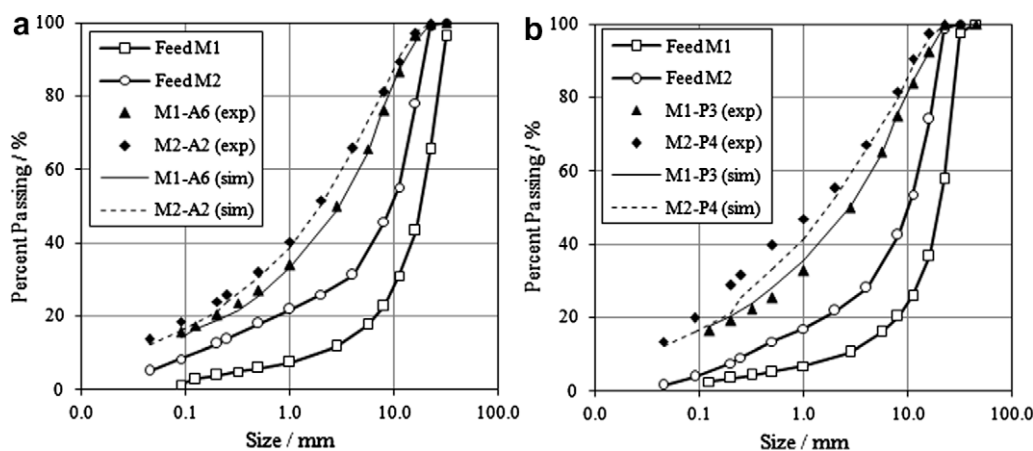 a
100
80
60
40
20
0
Percent Passing / %
Feed M1
Feed M2
M1-A6 (exp)
M2-A2 (exp)
M1-A6 (sim)
M2-A2 (sim)
0.0 0.1 1.0 10.0 100.0
Size / mm
b
100
80
60
40
20
0
Percent Passing / %
Feed M1
Feed M2
M1-P3 (exp)
M2-P4 (exp)
M1-P3 (sim)
M2-P4 (sim)
0.0 0.1 1.0 10.0 100.0
Size / mm